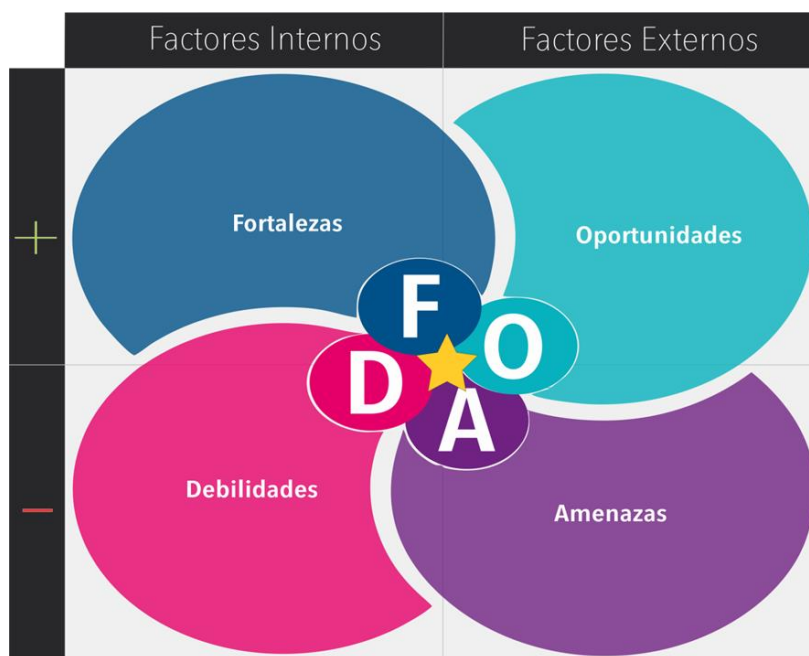 Factores Internos
Factores Externos
+
Fortalezas
Oportunidades
F
O
D
A
−
Debilidades
Amenazas